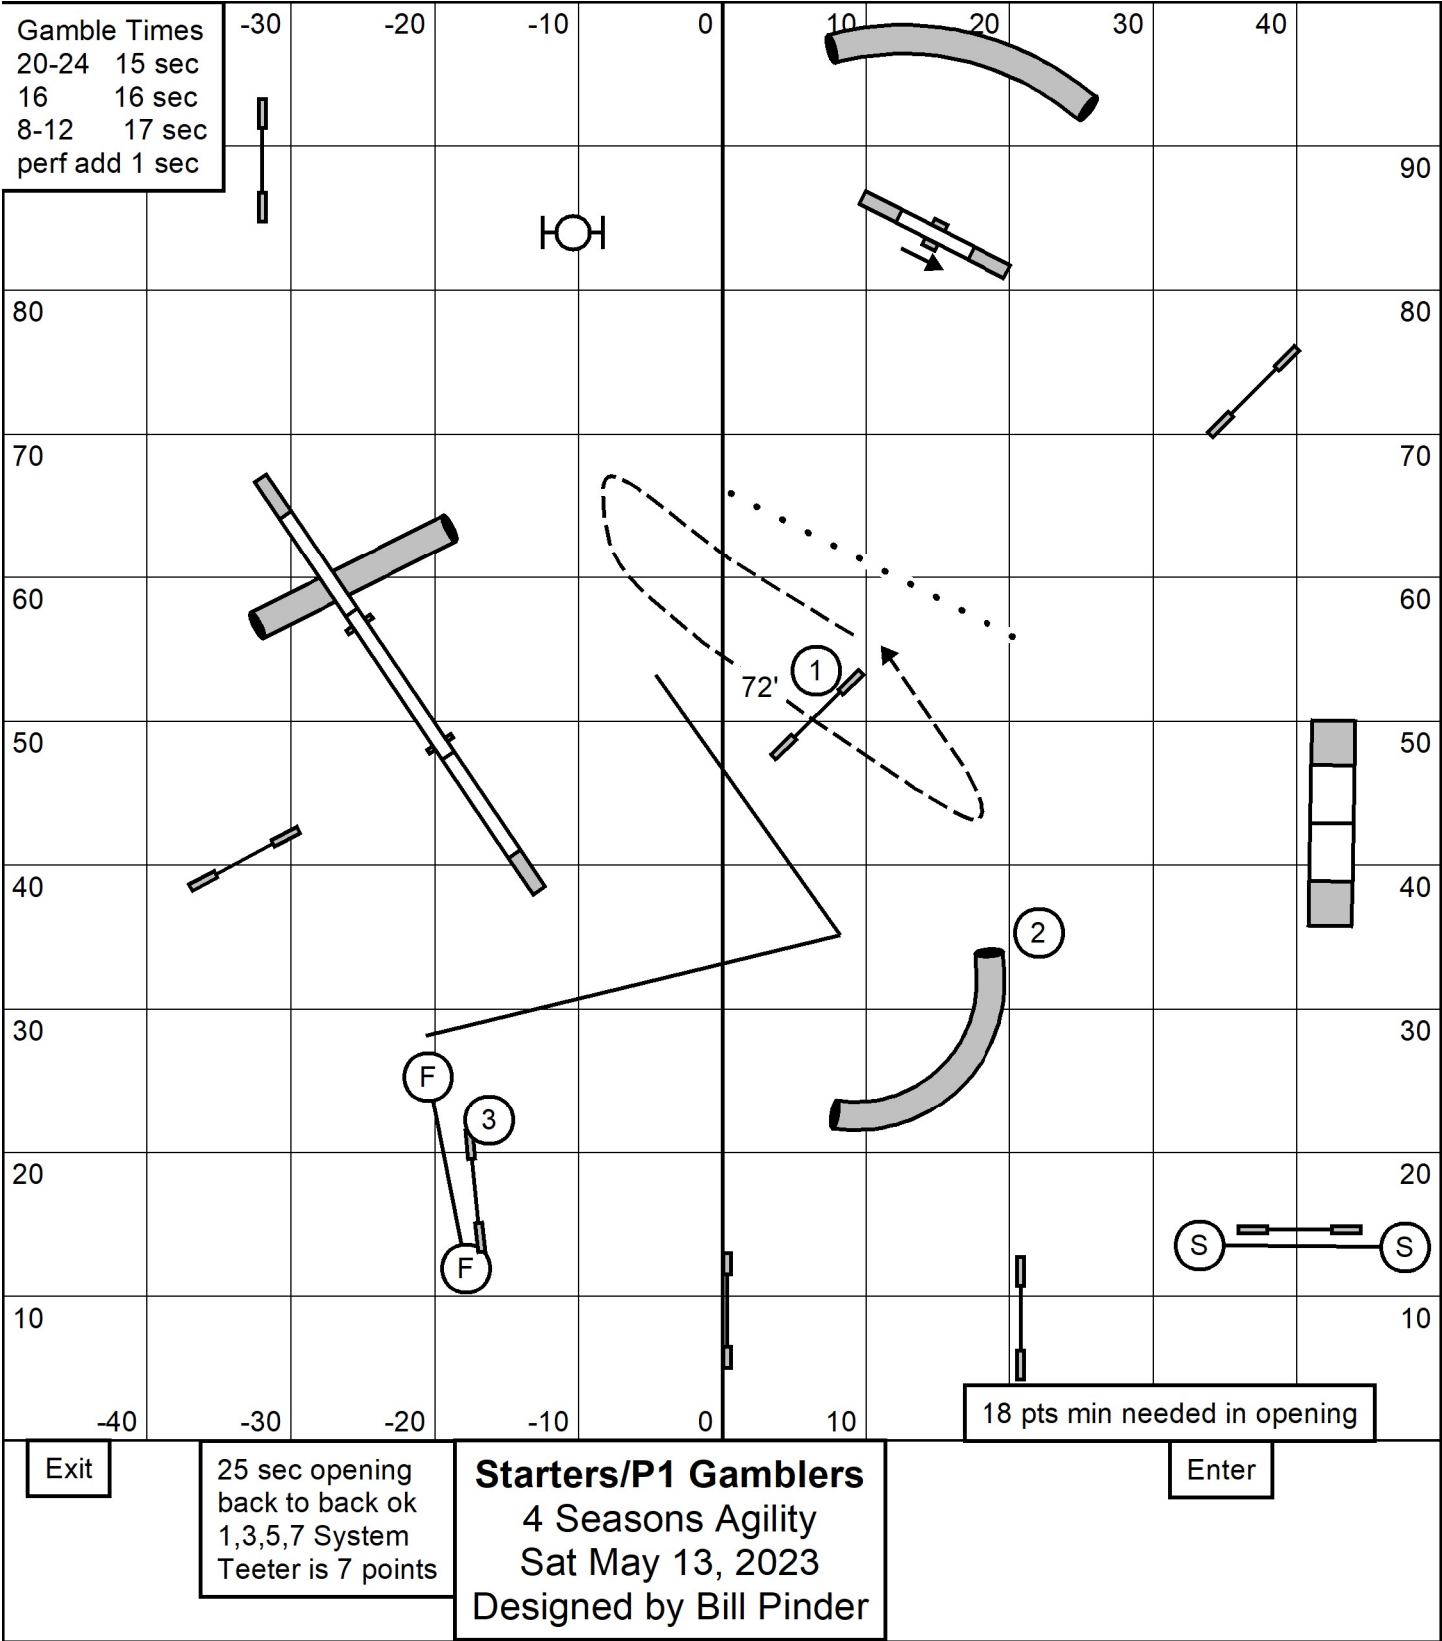 Gamble Times
20-24 15 sec
16 16 sec
8-12 17 sec
perf add 1 sec
-30 -20 -10 0 10 20 30 40
90
80 80
70 70
60 60
1
72'
50 50
40 40
2
30 30
F
3
20 20
S S
F
10 10
18 pts min needed in opening
-40 -30 -20 -10 0 10
Exit
Enter
25 sec opening
back to back ok
1,3,5,7 System
Teeter is 7 points
Starters/P1 Gamblers
4 Seasons Agility
Sat May 13, 2023
Designed by Bill Pinder